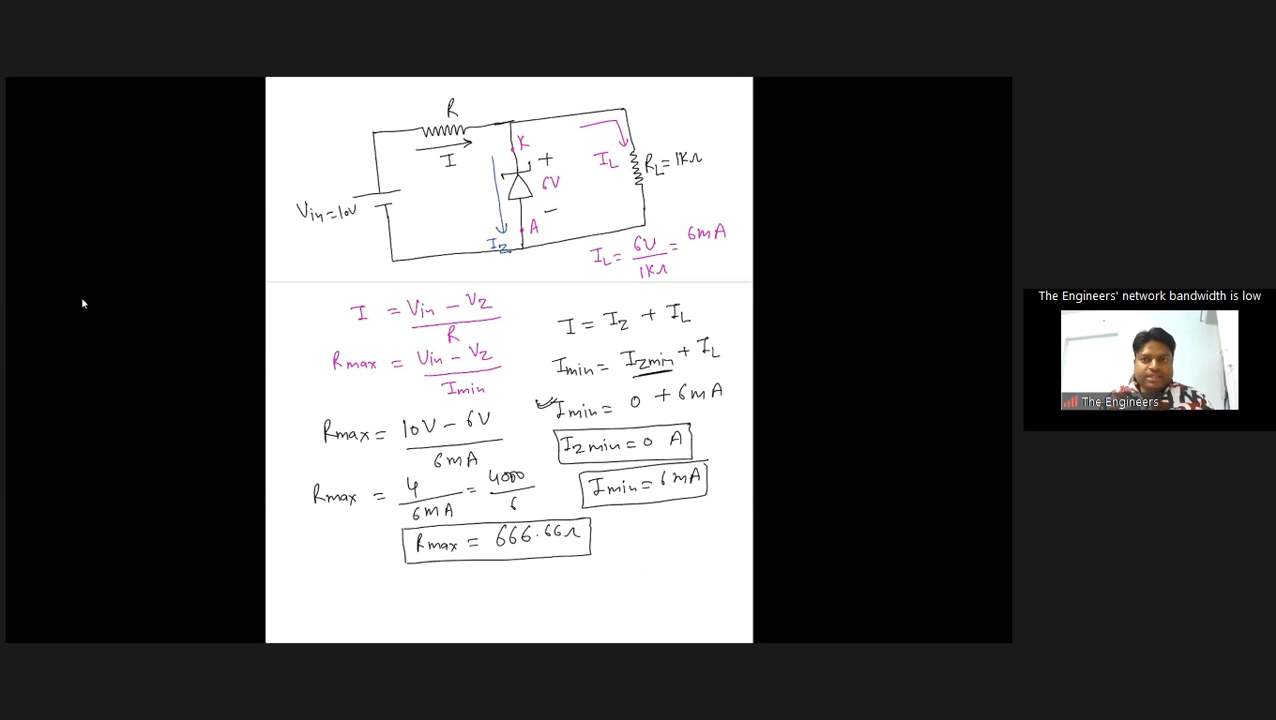 R
I
K
+
6V
-
A
IZ
IL
RL=1KΩ
Vin=10V
IL = 6V/1KΩ = 6mA
I = Vin - VZ / R
Rmax = Vin - VZ / Imin
Rmax = 10V - 6V / 6mA
Rmax = 4/6mA = 4000/6
Rmax = 666.66Ω
I = IZ + IL
Imin = IZmin + IL
✓Imin = 0 + 6mA
IZmin = 0 A
Imin = 6mA
The Engineers' network bandwidth is low
The Engineers